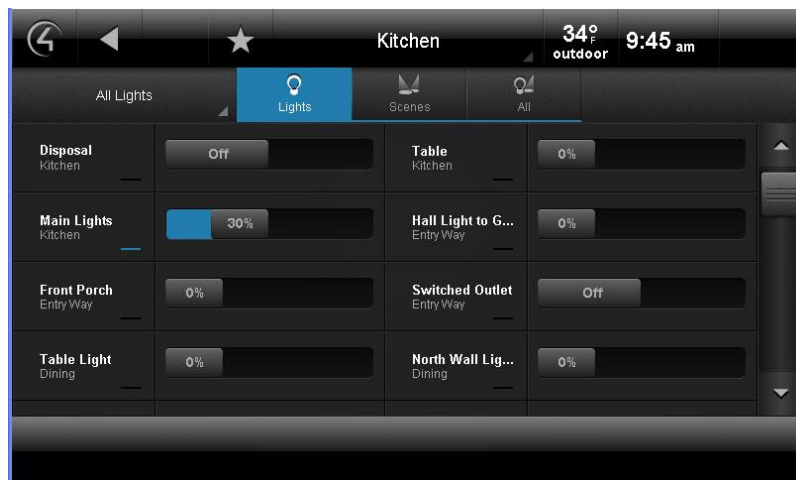 Kitchen
34°F
outdoor
9:45 am
All Lights
Lights
Scenes
All
Disposal
Kitchen
Off
Table
Kitchen
0%
Main Lights
Kitchen
30%
Hall Light to G...
Entry Way
0%
Front Porch
Entry Way
0%
Switched Outlet
Entry Way
Off
Table Light
Dining
0%
North Wall Lig...
Dining
0%